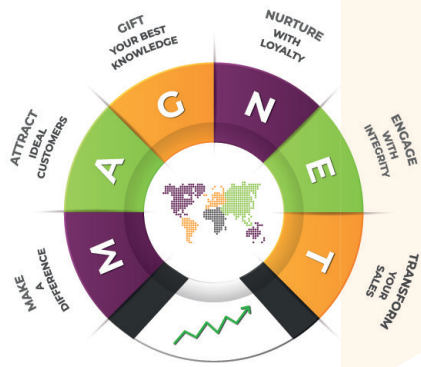 GIFT
YOUR BEST
KNOWLEDGE
NURTURE
WITH
LOYALTY
ATTRACT
IDEAL
CUSTOMERS
ENGAGE
WITH
INTEGRITY
MAKE
A
DIFFERENCE
TRANSFORM
YOUR
SALES
M
A
G
N
E
T